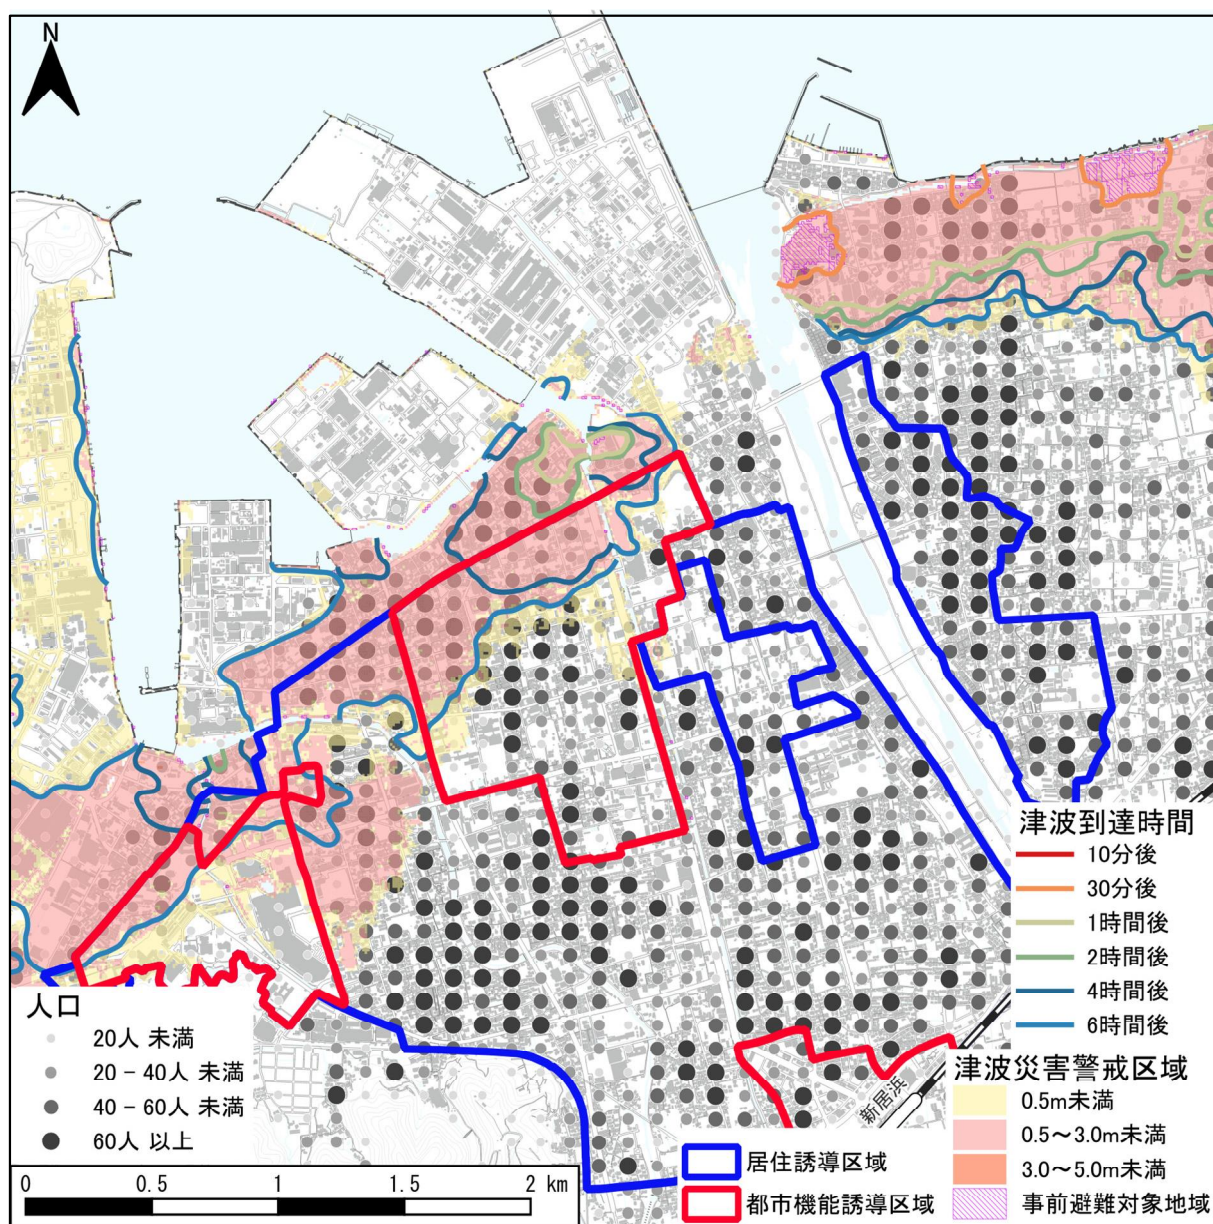 N
津波到達時間
10分後
30分後
1時間後
2時間後
4時間後
6時間後
人口
20人 未満
20 - 40人 未満
40 - 60人 未満
60人 以上
新居浜
津波災害警戒区域
0.5m未満
0.5～3.0m未満
3.0～5.0m未満
事前避難対象地域
居住誘導区域
都市機能誘導区域
0 0.5 1 1.5 2 km